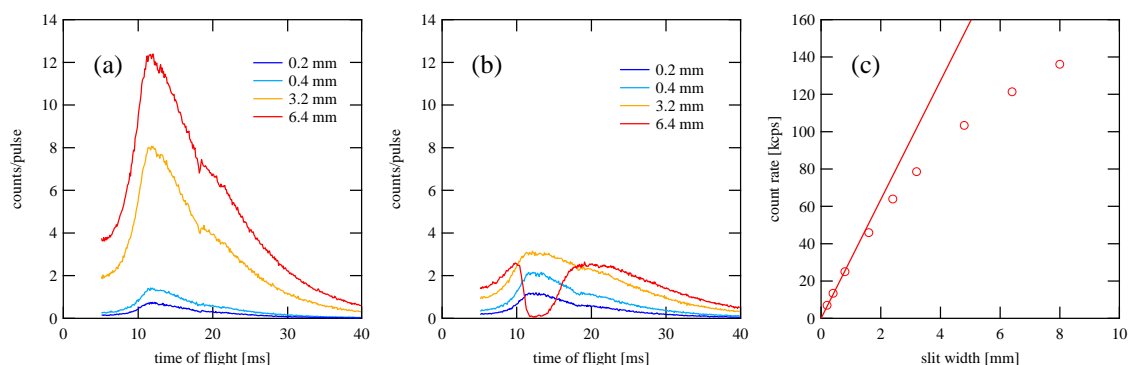 (a)
0.2 mm
0.4 mm
3.2 mm
6.4 mm
14
12
10
8
6
4
2
0
counts/pulse
0 10 20 30 40
time of flight [ms]
(b)
0.2 mm
0.4 mm
3.2 mm
6.4 mm
14
12
10
8
6
4
2
0
counts/pulse
0 10 20 30 40
time of flight [ms]
(c)
160
140
120
100
80
60
40
20
0
count rate [kcps]
0 2 4 6 8 10
slit width [mm]